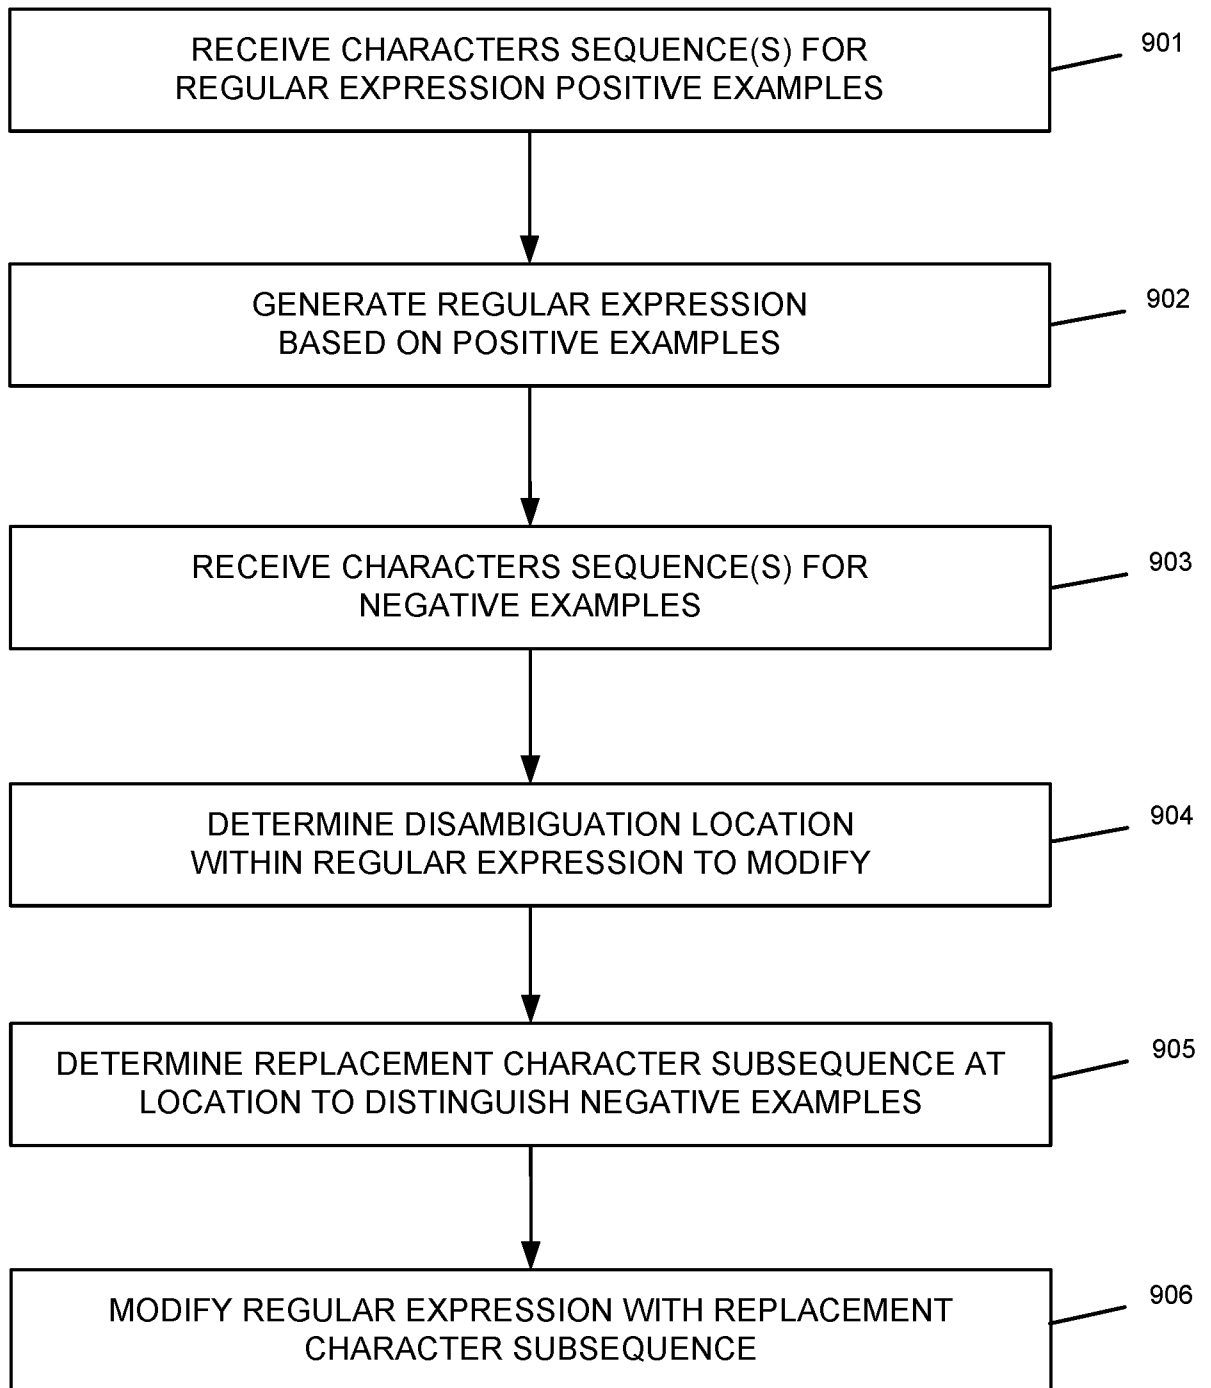 RECEIVE CHARACTERS SEQUENCE(S) FOR
REGULAR EXPRESSION POSITIVE EXAMPLES
901
GENERATE REGULAR EXPRESSION
BASED ON POSITIVE EXAMPLES
902
RECEIVE CHARACTERS SEQUENCE(S) FOR
NEGATIVE EXAMPLES
903
DETERMINE DISAMBIGUATION LOCATION
WITHIN REGULAR EXPRESSION TO MODIFY
904
DETERMINE REPLACEMENT CHARACTER SUBSEQUENCE AT
LOCATION TO DISTINGUISH NEGATIVE EXAMPLES
905
MODIFY REGULAR EXPRESSION WITH REPLACEMENT
CHARACTER SUBSEQUENCE
906